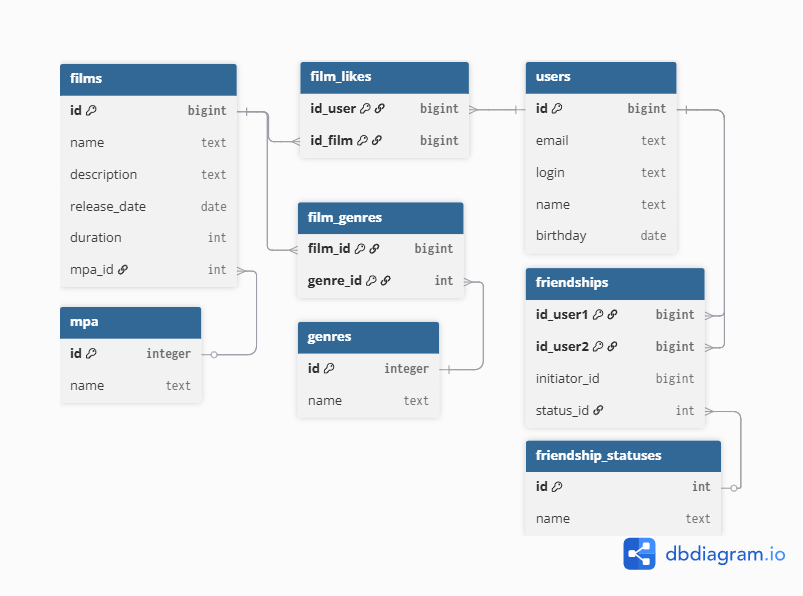 films
id bigint
name text
description text
release_date date
duration int
mpa_id int
mpa
id integer
name text
film_likes
id_user bigint
id_film bigint
film_genres
film_id bigint
genre_id int
genres
id integer
name text
users
id bigint
email text
login text
name text
birthday date
friendships
id_user1 bigint
id_user2 bigint
initiator_id bigint
status_id int
friendship_statuses
id int
name text
dbdiagram.io